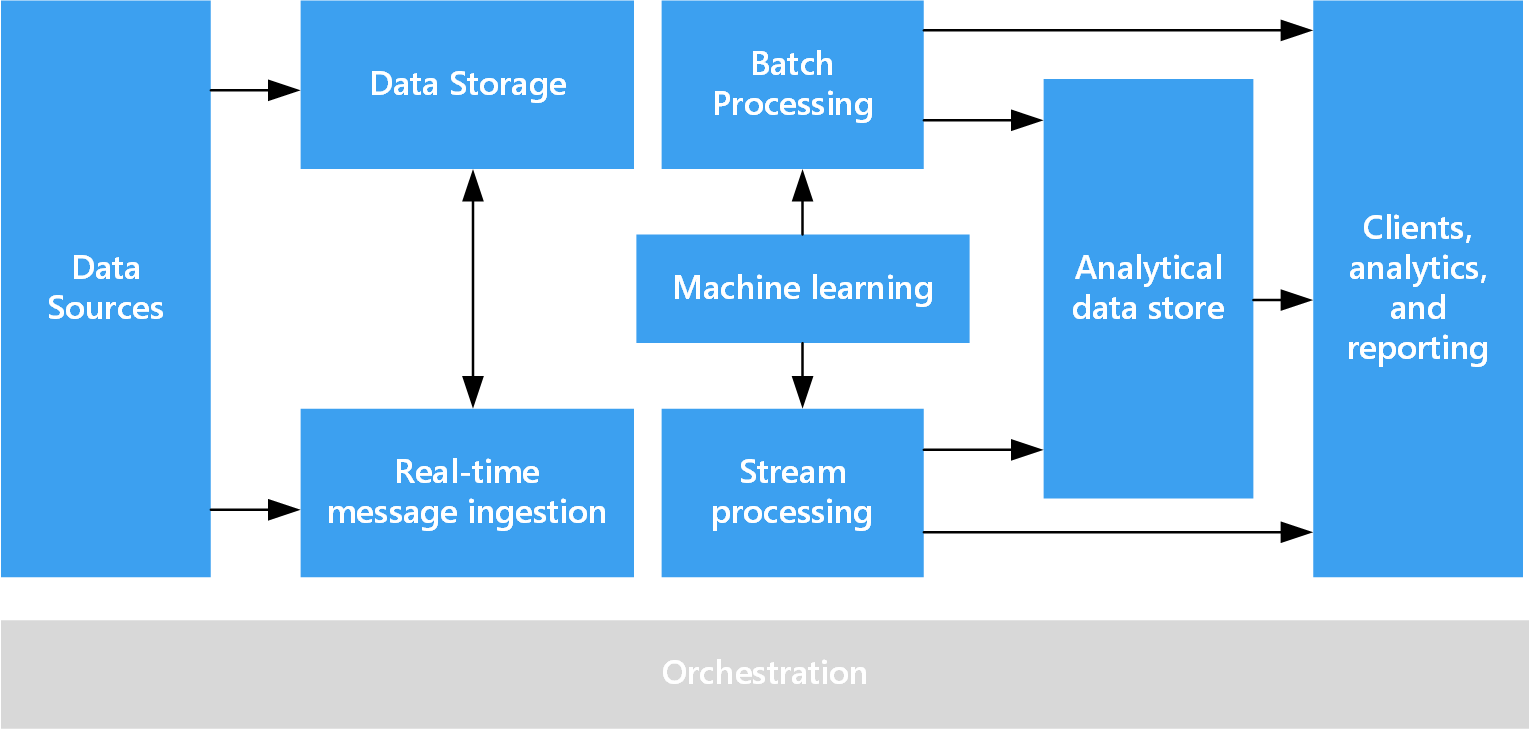 Data
Sources
Data Storage
Real-time
message ingestion
Batch
Processing
Machine learning
Stream
processing
Analytical
data store
Clients,
analytics,
and
reporting
Orchestration